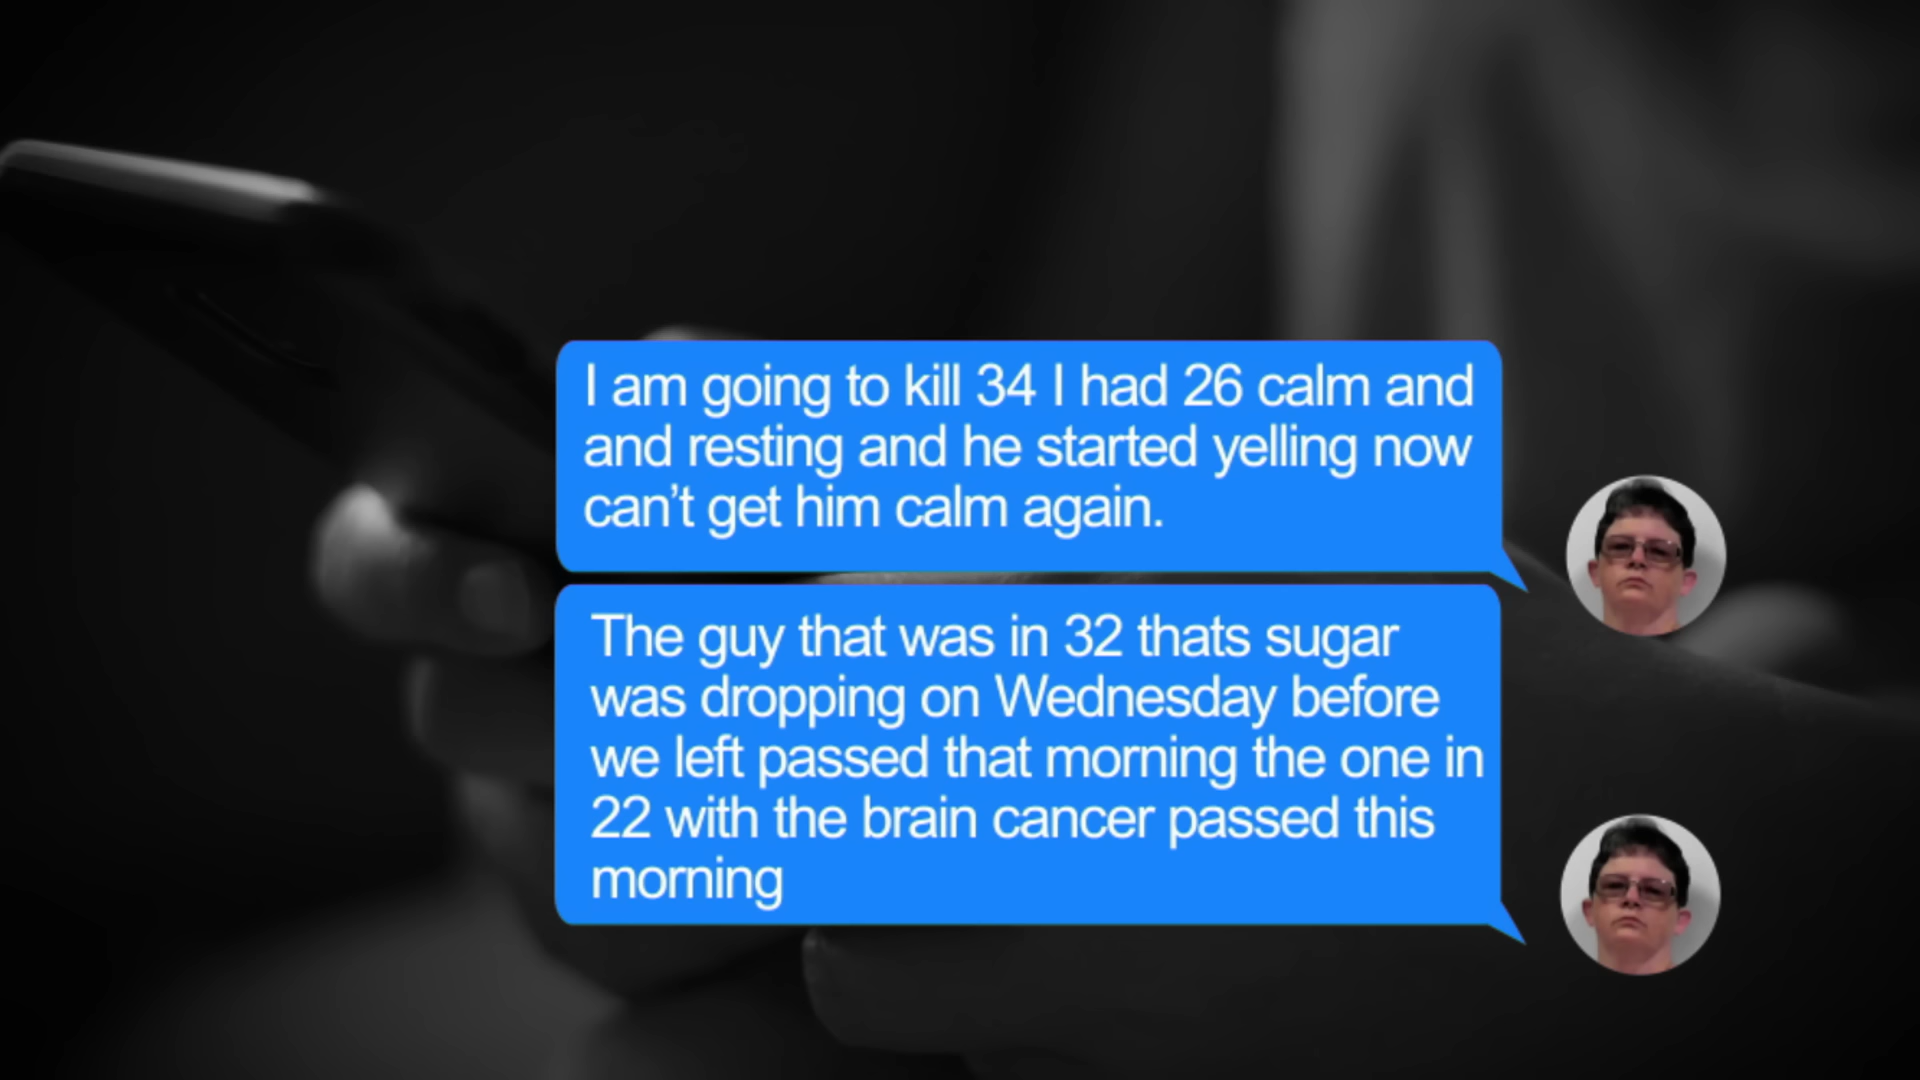 I am going to kill 34 I had 26 calm and
and resting and he started yelling now
can’t get him calm again.
The guy that was in 32 thats sugar
was dropping on Wednesday before
we left passed that morning the one in
22 with the brain cancer passed this
morning